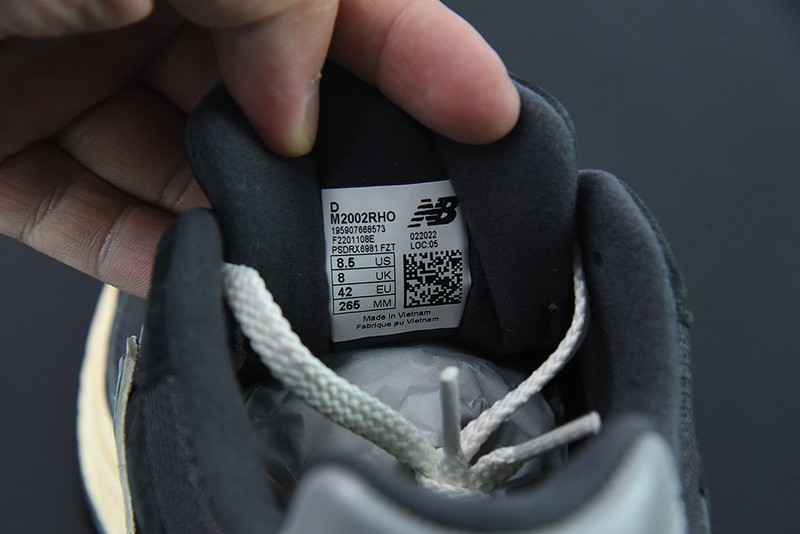 D
M2002RHO
195907668573
F2201108E
PSDRX6981 FZT
NB
022022
LOC:05
8.5 US
8 UK
42 EU
265 MM
Made in Vietnam
Fabrique au Vietnam